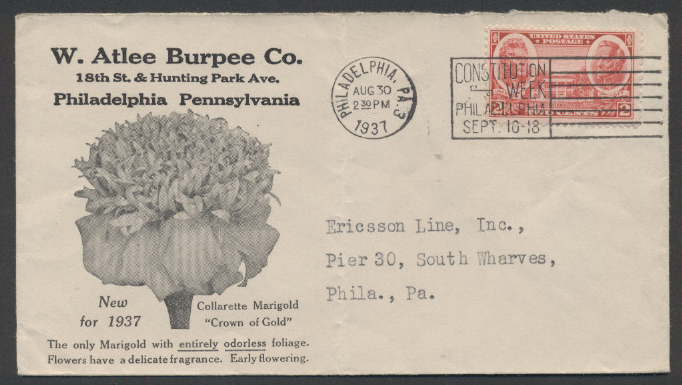 W. Atlee Burpee Co.
18th St. & Hunting Park Ave.
Philadelphia Pennsylvania
PHILADELPHIA, PA. 3
AUG 30
2 30 PM
1937
UNITED STATES
POSTAGE
2 CENTS 2
CONSTITUTION
WEEK
PHILADELPHIA
SEPT. 16-18
Ericsson Line, Inc.,
Pier 30, South Wharves,
Phila., Pa.
New
for 1937
Collarette Marigold
"Crown of Gold"
The only Marigold with entirely odorless foliage.
Flowers have a delicate fragrance. Early flowering.